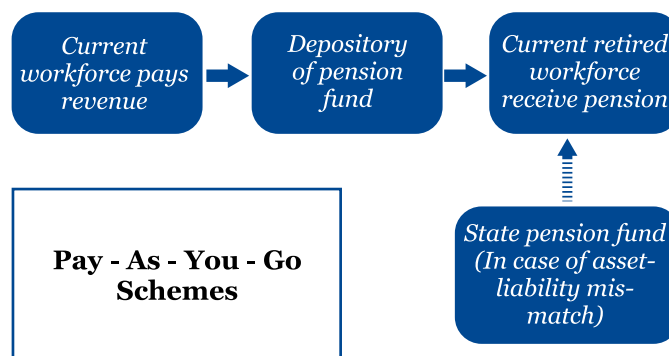 Current
workforce pays
revenue
Depository
of pension
fund
Current retired
workforce
receive pension
Pay - As - You - Go
Schemes
State pension fund
(In case of asset-
liability mis-
match)